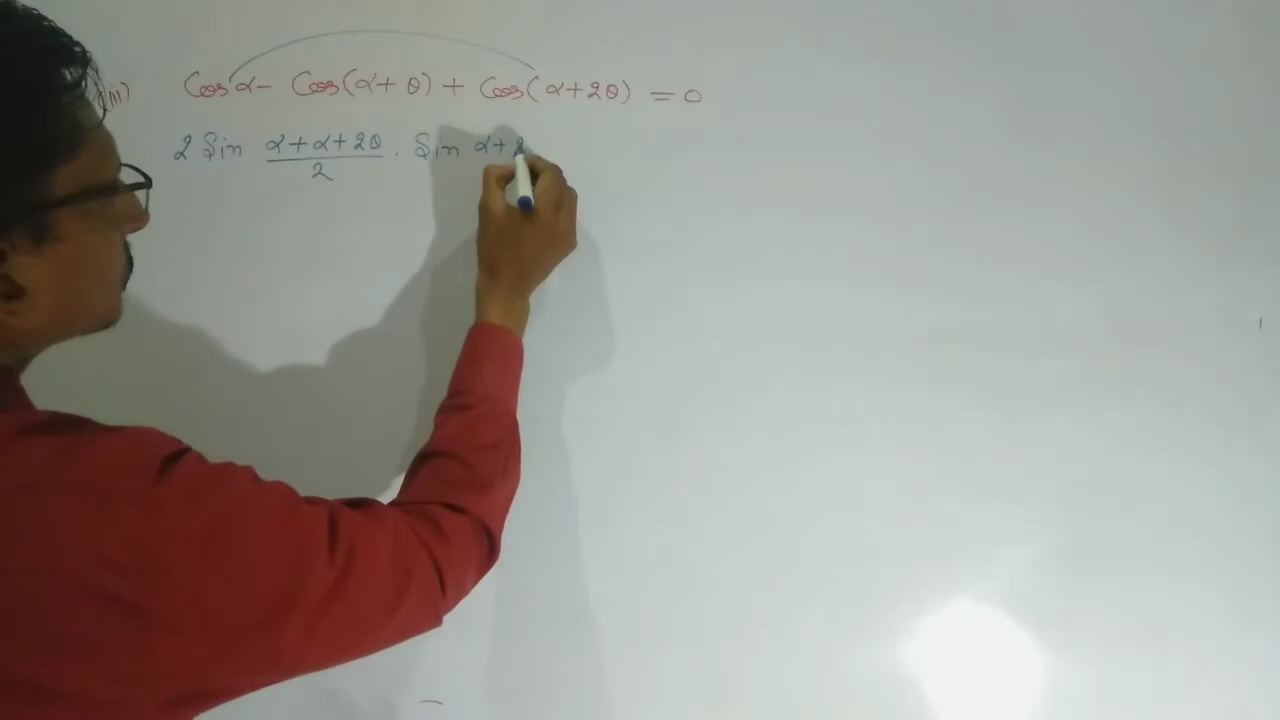 (iii) Cos α - Cos(α + θ) + Cos(α + 2θ) = 0
2 Sin (α + α + 2θ)/2 . Sin α + 2